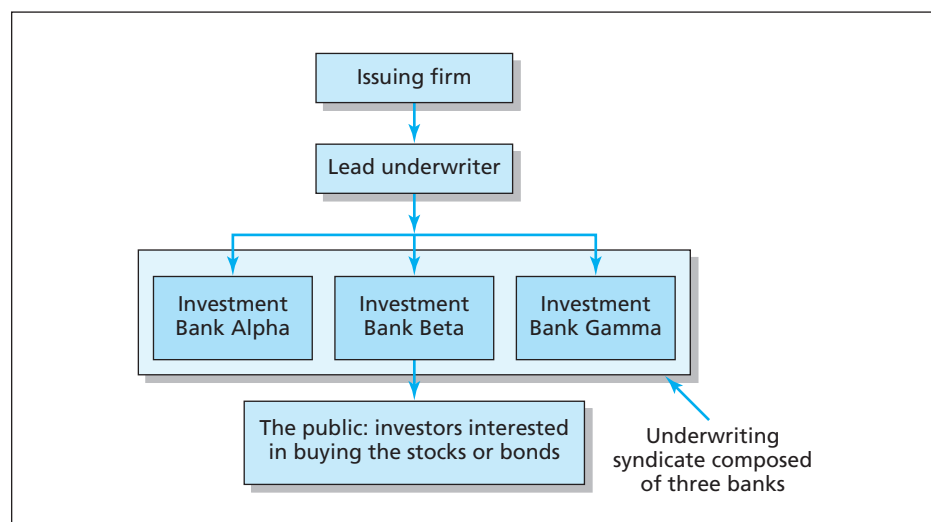 Issuing firm
Lead underwriter
Investment
Bank Alpha
Investment
Bank Beta
Investment
Bank Gamma
The public: investors interested
in buying the stocks or bonds
Underwriting
syndicate composed
of three banks